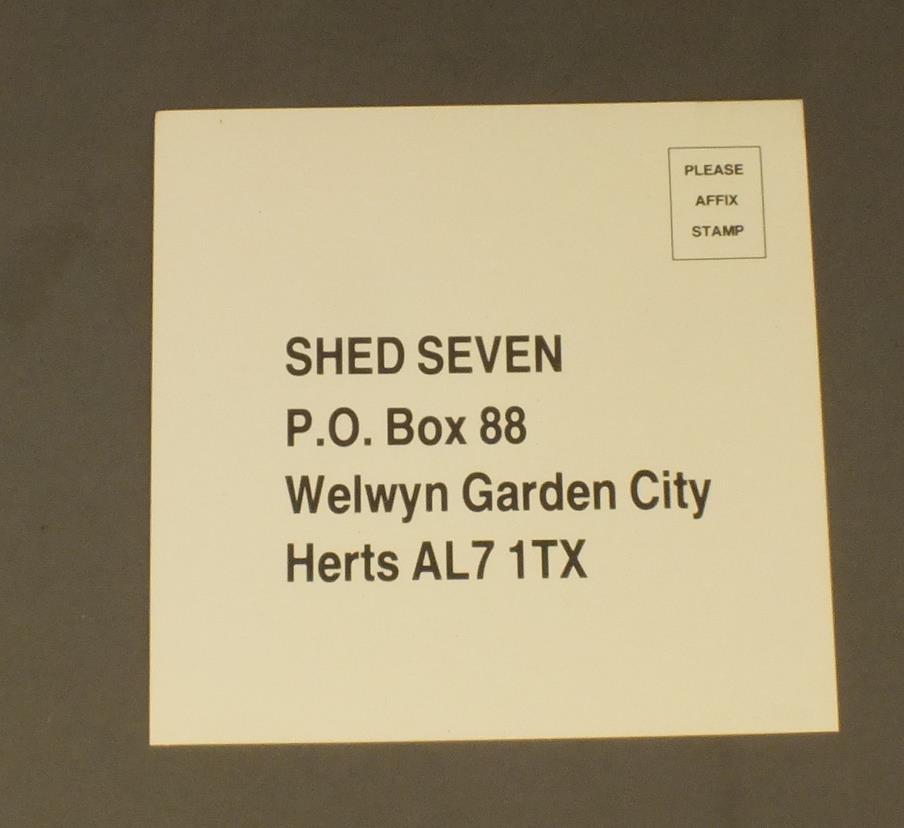 PLEASE
AFFIX
STAMP
SHED SEVEN
P.O. Box 88
Welwyn Garden City
Herts AL7 1TX